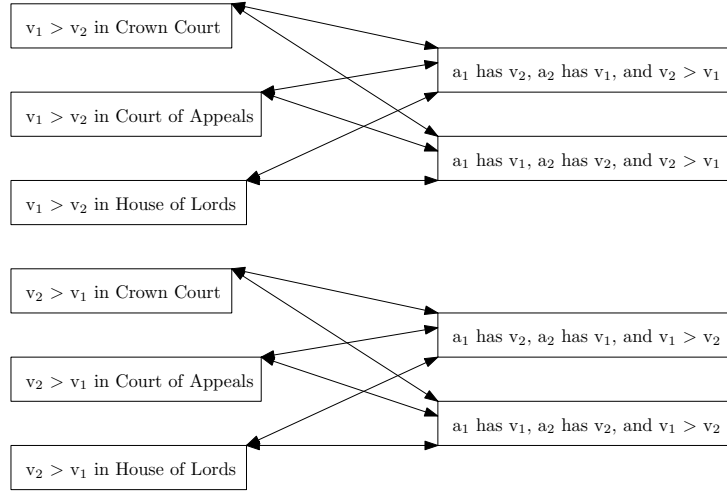 v₁ > v₂ in Crown Court
a₁ has v₂, a₂ has v₁, and v₂ > v₁
v₁ > v₂ in Court of Appeals
a₁ has v₁, a₂ has v₂, and v₂ > v₁
v₁ > v₂ in House of Lords
v₂ > v₁ in Crown Court
a₁ has v₂, a₂ has v₁, and v₁ > v₂
v₂ > v₁ in Court of Appeals
a₁ has v₁, a₂ has v₂, and v₁ > v₂
v₂ > v₁ in House of Lords